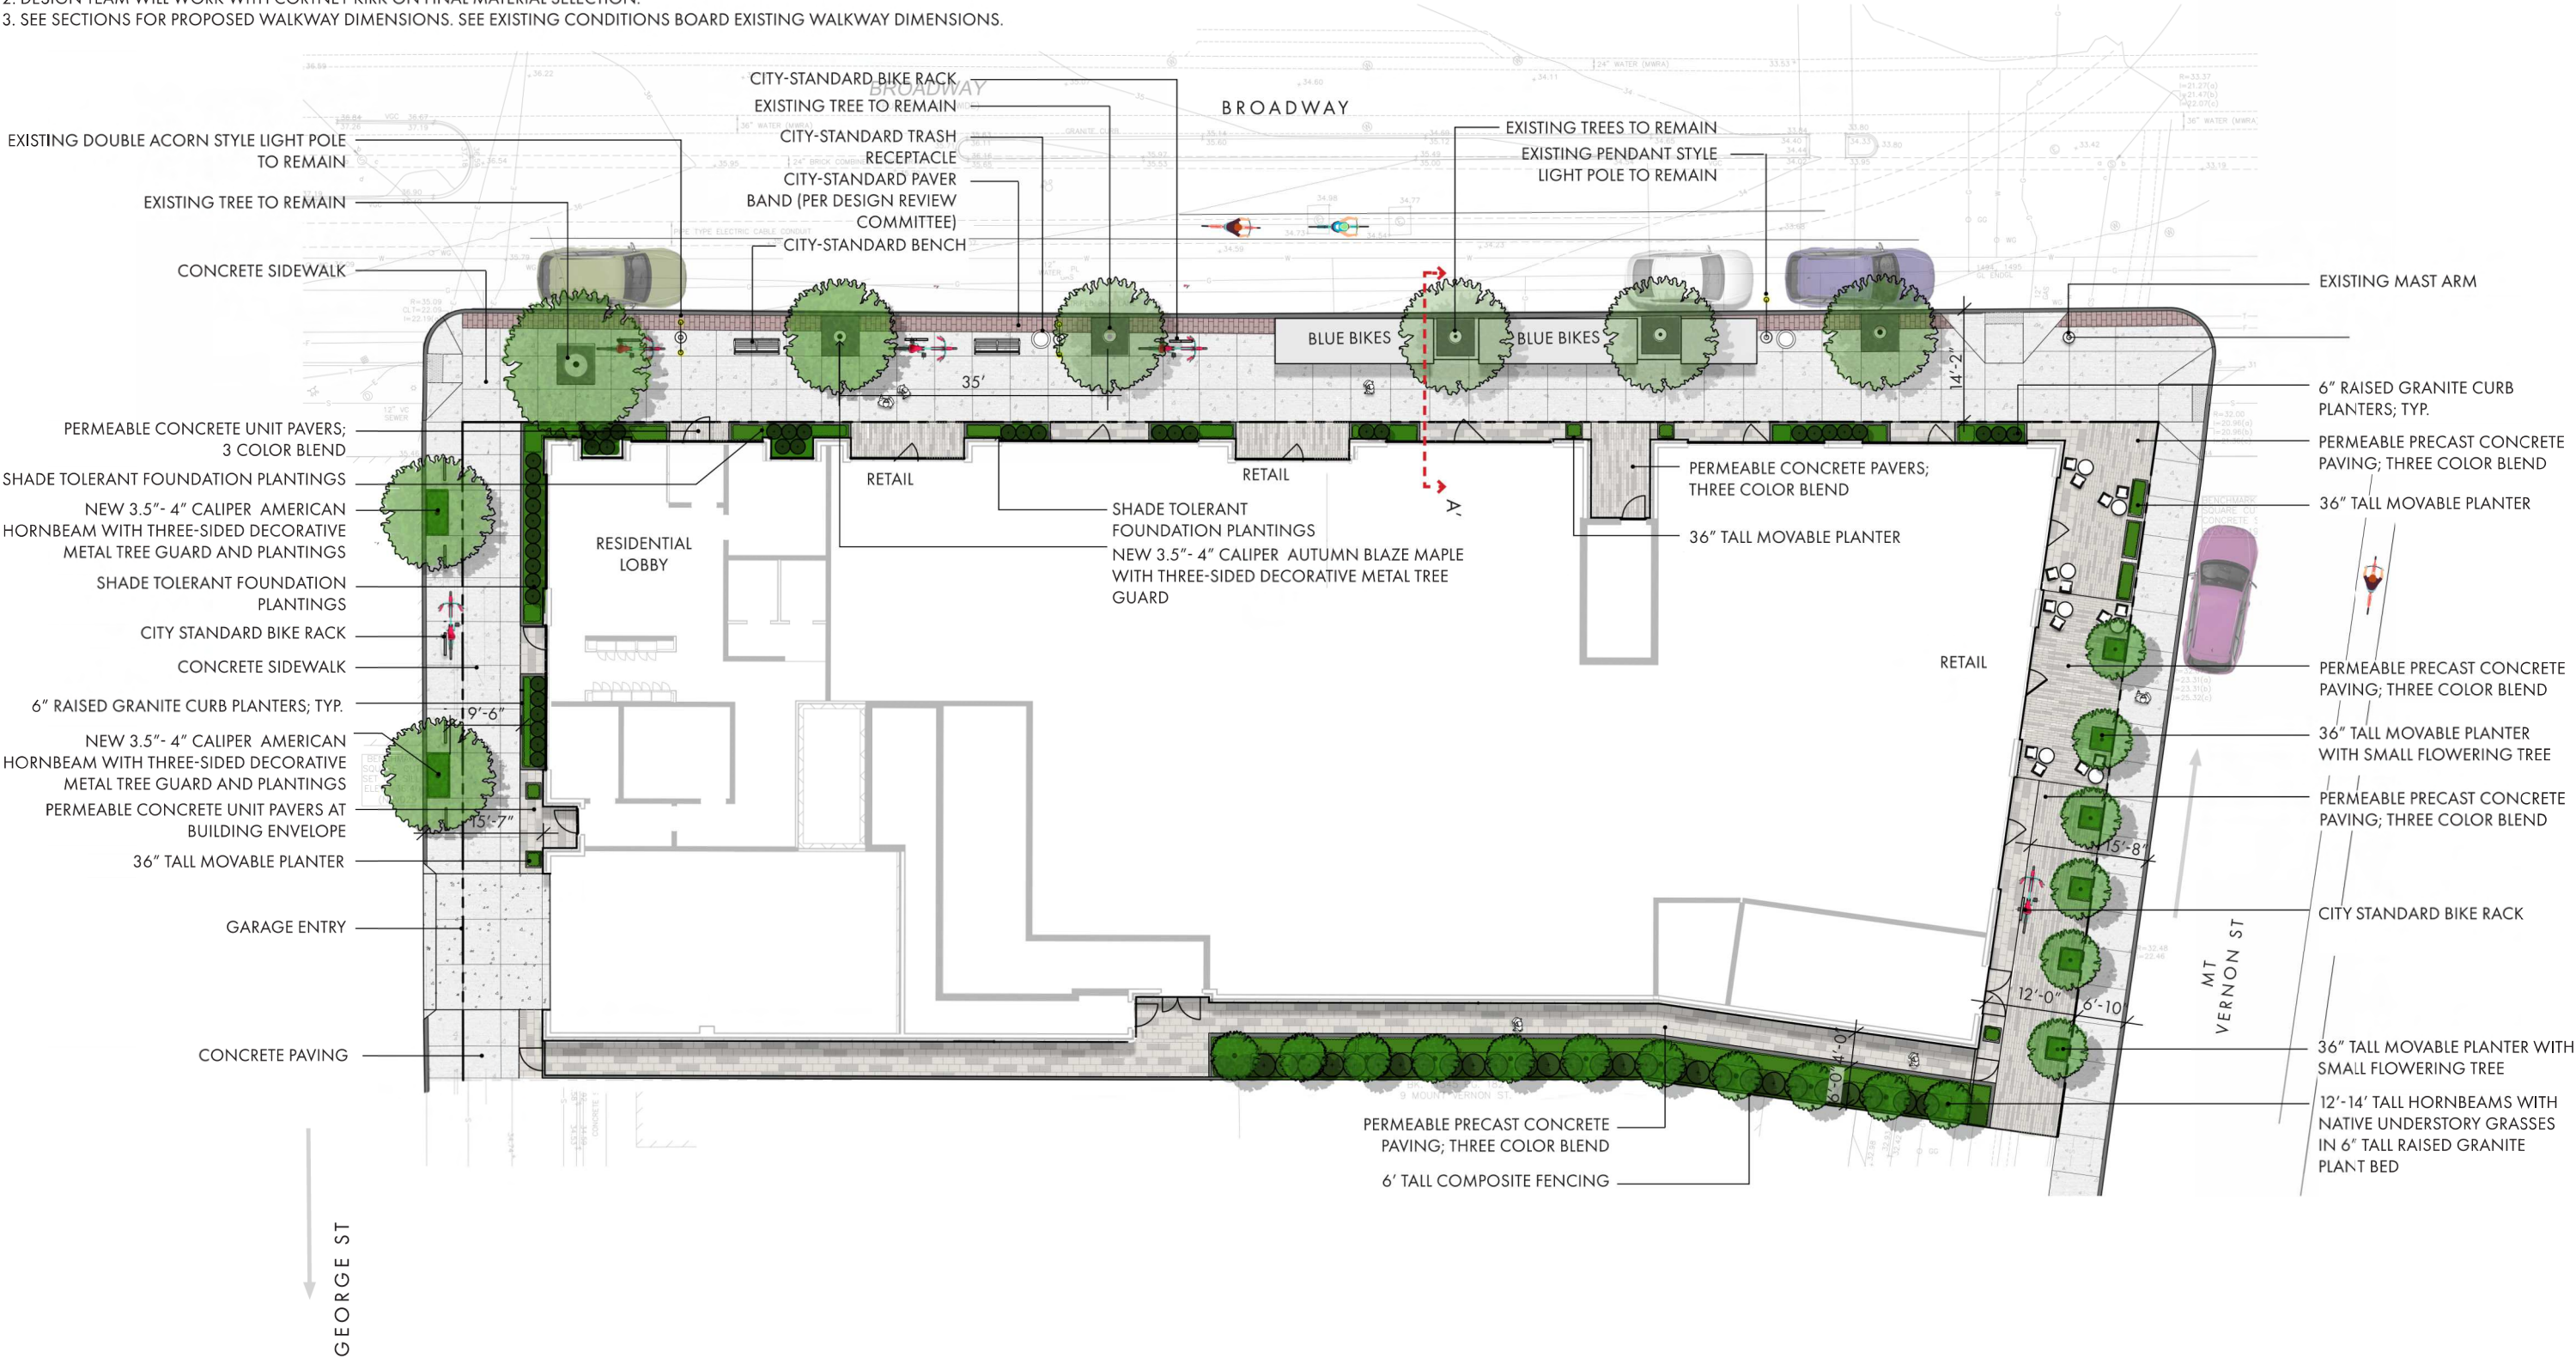 3. SEE SECTIONS FOR PROPOSED WALKWAY DIMENSIONS. SEE EXISTING CONDITIONS BOARD EXISTING WALKWAY DIMENSIONS.
BROADWAY
BROADWAY
CITY-STANDARD BIKE RACK
EXISTING TREE TO REMAIN
CITY-STANDARD TRASH
RECEPTACLE
CITY-STANDARD PAVER
BAND (PER DESIGN REVIEW
COMMITTEE)
CITY-STANDARD BENCH
EXISTING TREES TO REMAIN
EXISTING PENDANT STYLE
LIGHT POLE TO REMAIN
EXISTING DOUBLE ACORN STYLE LIGHT POLE
TO REMAIN
EXISTING TREE TO REMAIN
CONCRETE SIDEWALK
PERMEABLE CONCRETE UNIT PAVERS;
3 COLOR BLEND
SHADE TOLERANT FOUNDATION PLANTINGS
NEW 3.5"- 4" CALIPER AMERICAN
HORNBEAM WITH THREE-SIDED DECORATIVE
METAL TREE GUARD AND PLANTINGS
SHADE TOLERANT FOUNDATION
PLANTINGS
CITY STANDARD BIKE RACK
CONCRETE SIDEWALK
6" RAISED GRANITE CURB PLANTERS; TYP.
NEW 3.5"- 4" CALIPER AMERICAN
HORNBEAM WITH THREE-SIDED DECORATIVE
METAL TREE GUARD AND PLANTINGS
PERMEABLE CONCRETE UNIT PAVERS AT
BUILDING ENVELOPE
36" TALL MOVABLE PLANTER
GARAGE ENTRY
CONCRETE PAVING
GEORGE ST
9'-6"
15'-7"
35'
BLUE BIKES
BLUE BIKES
14'-2"
A'
RETAIL
RETAIL
RESIDENTIAL
LOBBY
SHADE TOLERANT
FOUNDATION PLANTINGS
NEW 3.5"- 4" CALIPER AUTUMN BLAZE MAPLE
WITH THREE-SIDED DECORATIVE METAL TREE
GUARD
PERMEABLE CONCRETE PAVERS;
THREE COLOR BLEND
36" TALL MOVABLE PLANTER
RETAIL
EXISTING MAST ARM
6" RAISED GRANITE CURB
PLANTERS; TYP.
PERMEABLE PRECAST CONCRETE
PAVING; THREE COLOR BLEND
36" TALL MOVABLE PLANTER
PERMEABLE PRECAST CONCRETE
PAVING; THREE COLOR BLEND
36" TALL MOVABLE PLANTER
WITH SMALL FLOWERING TREE
PERMEABLE PRECAST CONCRETE
PAVING; THREE COLOR BLEND
15'-8"
CITY STANDARD BIKE RACK
MT
VERNON ST
12'-0"
6'-10"
4'-0"
6'-0"
36" TALL MOVABLE PLANTER WITH
SMALL FLOWERING TREE
12'-14' TALL HORNBEAMS WITH
NATIVE UNDERSTORY GRASSES
IN 6" TALL RAISED GRANITE
PLANT BED
9 MOUNT VERNON ST.
PERMEABLE PRECAST CONCRETE
PAVING; THREE COLOR BLEND
6' TALL COMPOSITE FENCING